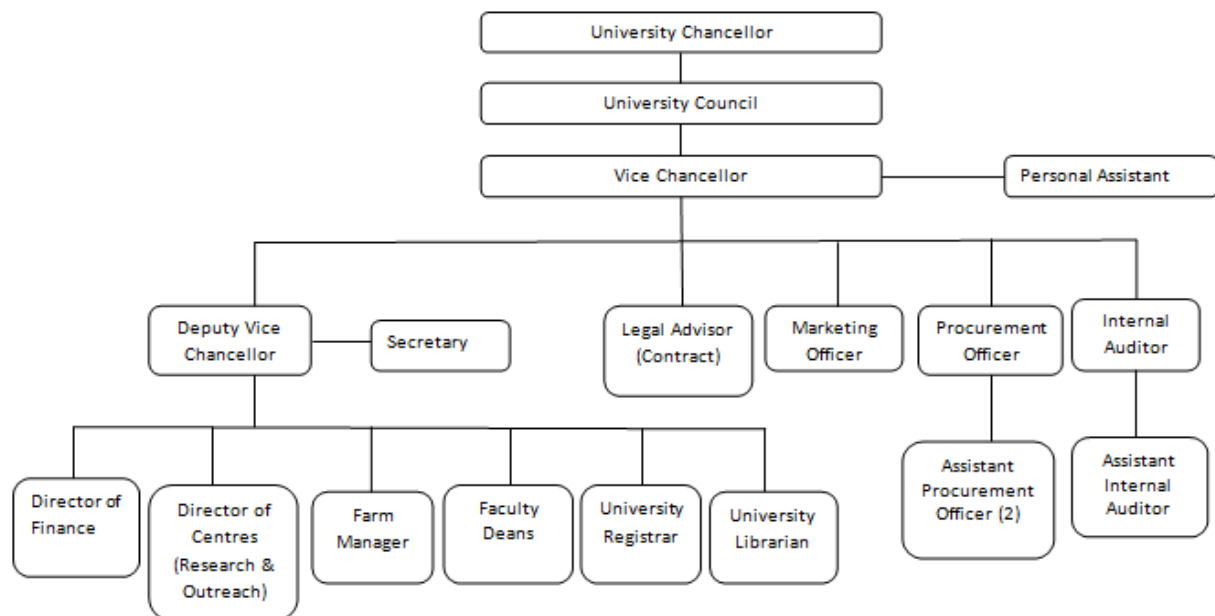 University Chancellor
University Council
Vice Chancellor
Personal Assistant
Deputy Vice
Chancellor
Secretary
Legal Advisor
(Contract)
Marketing
Officer
Procurement
Officer
Internal
Auditor
Director of
Finance
Director of
Centres
(Research &
Outreach)
Farm
Manager
Faculty
Deans
University
Registrar
University
Librarian
Assistant
Procurement
Officer (2)
Assistant
Internal
Auditor